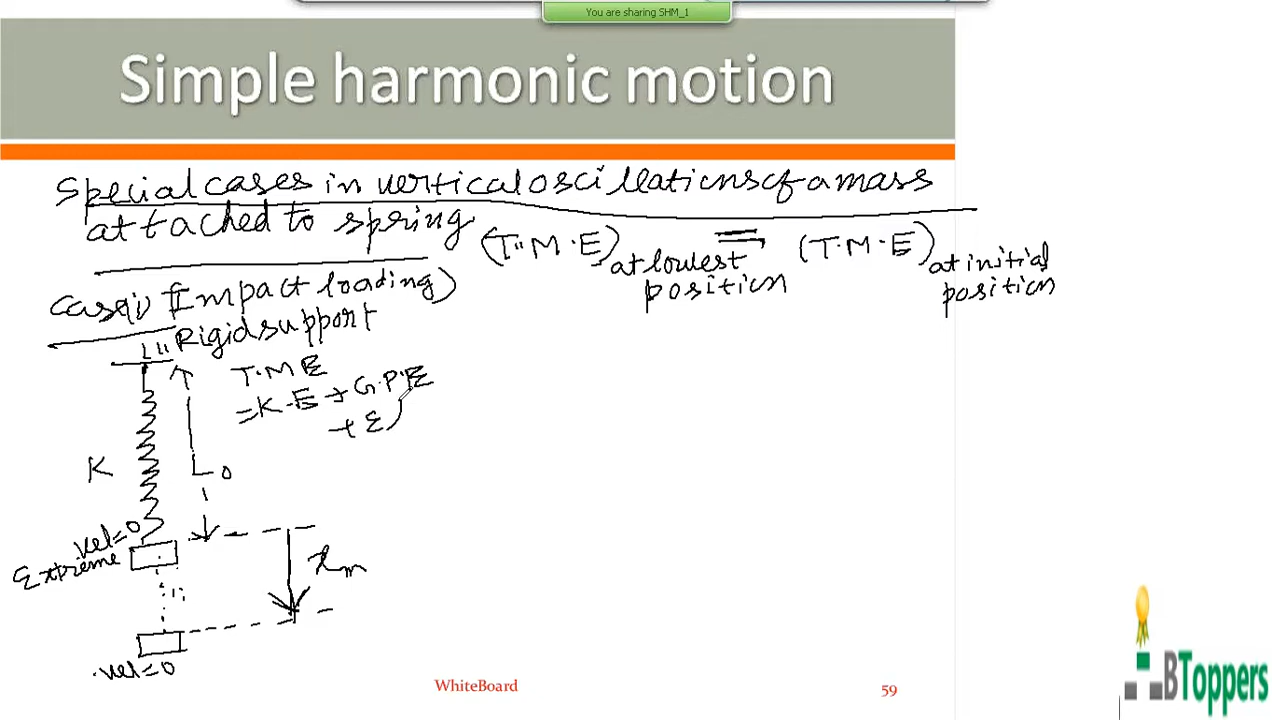 You are sharing SHM_1
Simple harmonic motion
Special cases in vertical oscillations of a mass
attached to spring
(T.M.E) at lowest position = (T.M.E) at initial position
Case(i) (Impact loading)
Rigid support
T.M.E
=K.E + G.P.E
+ E
L0
K
vel=0
Extreme
xm
vel=0
WhiteBoard
59
BToppers